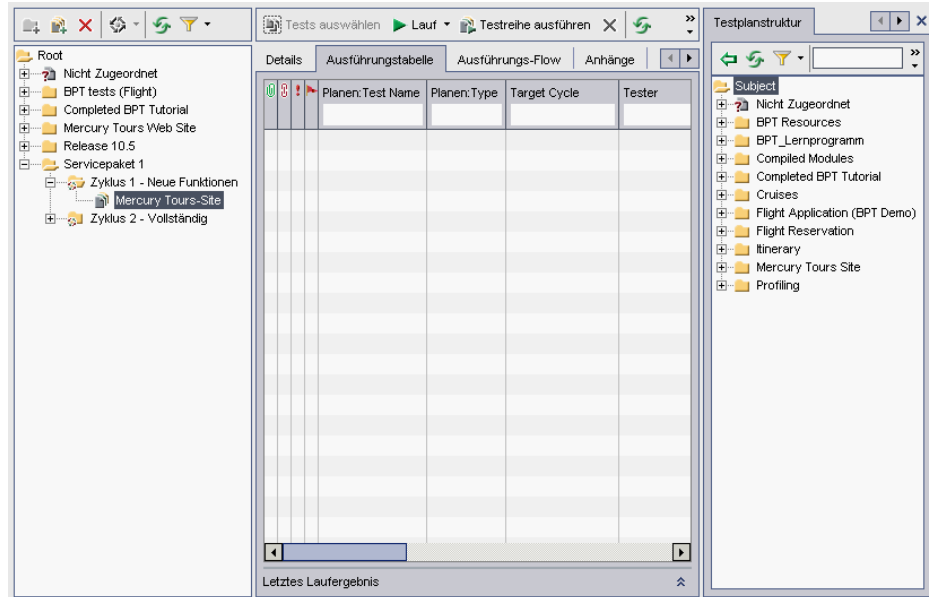 Root
Nicht Zugeordnet
BPT tests (Flight)
Completed BPT Tutorial
Mercury Tours Web Site
Release 10.5
Servicepaket 1
Zyklus 1 - Neue Funktionen
Mercury Tours-Site
Zyklus 2 - Vollständig
Tests auswählen Lauf Testreihe ausführen
Details Ausführungstabelle Ausführungs-Flow Anhänge
Planen:Test Name Planen:Type Target Cycle Tester
Letztes Laufergebnis
Testplanstruktur
Subject
Nicht Zugeordnet
BPT Resources
BPT_Lernprogramm
Compiled Modules
Completed BPT Tutorial
Cruises
Flight Application (BPT Demo)
Flight Reservation
Itinerary
Mercury Tours Site
Profiling